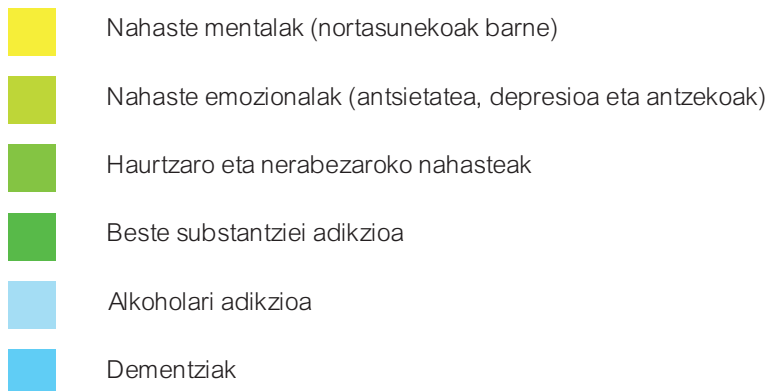 Nahaste mentalak (nortasunekoak barne)
Nahaste emozionalak (antsietatea, depresioa eta antzekoak)
Haurtzaro eta nerabezaroko nahasteak
Beste substantziei adikzioa
Alkoholari adikzioa
Dementziak